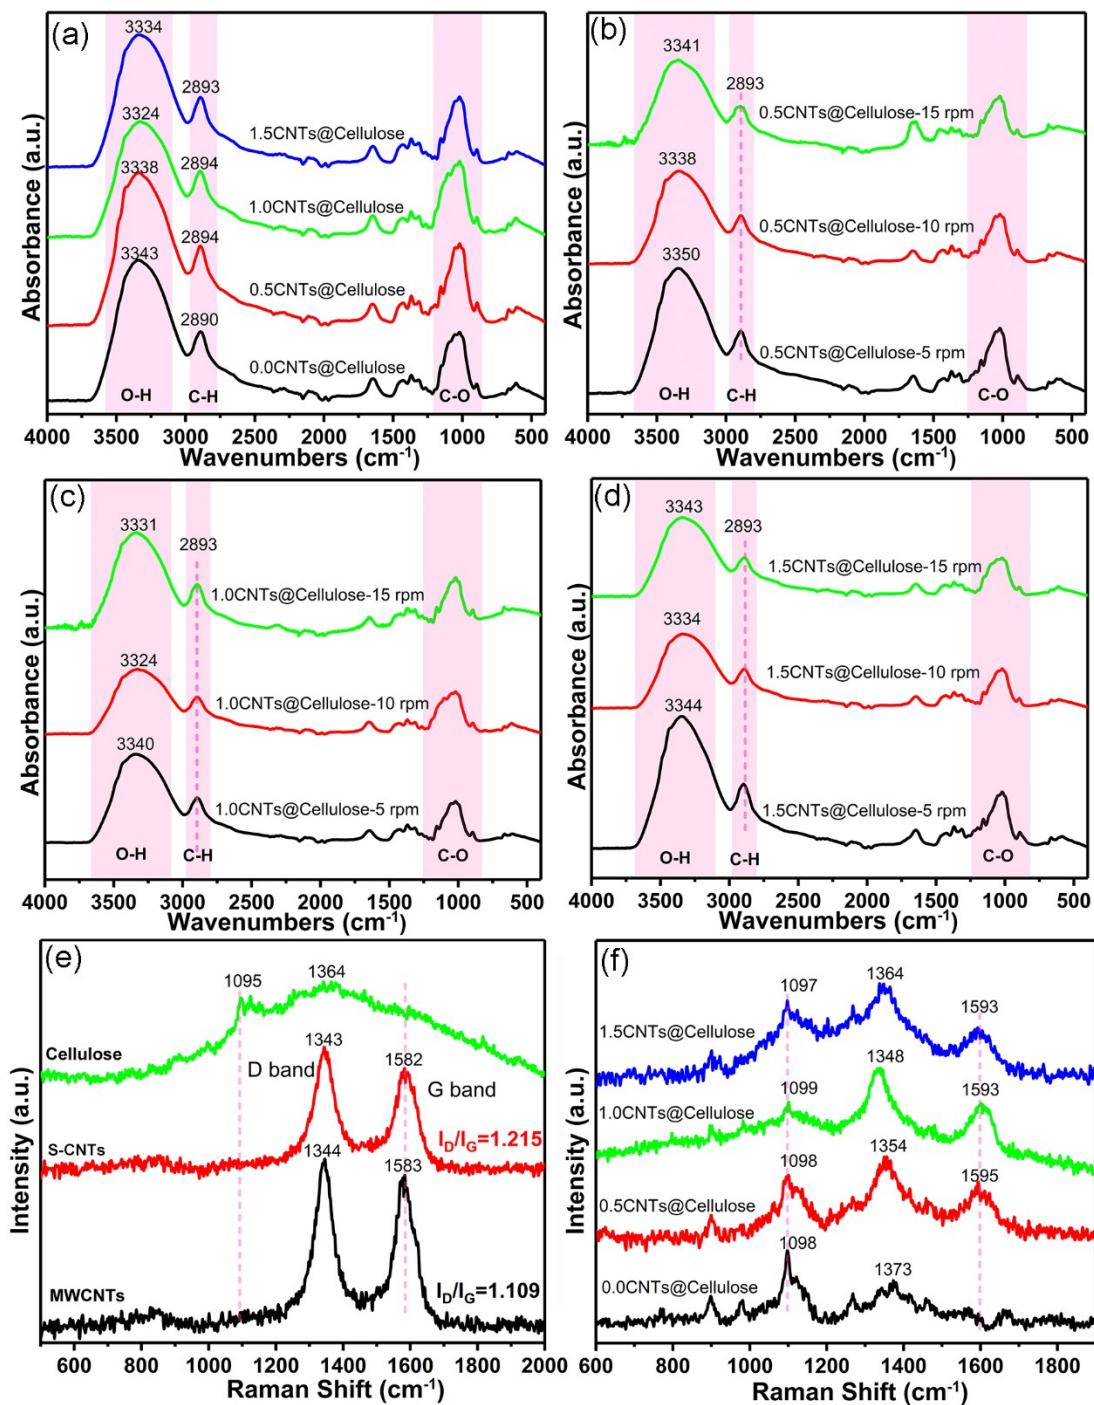 (a)
3334
2893
1.5CNTs@Cellulose
3324
2894
1.0CNTs@Cellulose
3338
2894
0.5CNTs@Cellulose
3343
2890
0.0CNTs@Cellulose
O-H
C-H
C-O
4000 3500 3000 2500 2000 1500 1000 500
Wavenumbers (cm⁻¹)
Absorbance (a.u.)
(b)
3341
2893
0.5CNTs@Cellulose-15 rpm
3338
0.5CNTs@Cellulose-10 rpm
3350
0.5CNTs@Cellulose-5 rpm
O-H
C-H
C-O
4000 3500 3000 2500 2000 1500 1000 500
Wavenumbers (cm⁻¹)
Absorbance (a.u.)
(c)
3331
2893
1.0CNTs@Cellulose-15 rpm
3324
1.0CNTs@Cellulose-10 rpm
3340
1.0CNTs@Cellulose-5 rpm
O-H
C-H
C-O
4000 3500 3000 2500 2000 1500 1000 500
Wavenumbers (cm⁻¹)
Absorbance (a.u.)
(d)
3343
2893
1.5CNTs@Cellulose-15 rpm
3334
1.5CNTs@Cellulose-10 rpm
3344
1.5CNTs@Cellulose-5 rpm
O-H
C-H
C-O
4000 3500 3000 2500 2000 1500 1000 500
Wavenumbers (cm⁻¹)
Absorbance (a.u.)
(e)
1095
1364
Cellulose
1343
D band
1582
G band
S-CNTs
I_D/I_G=1.215
1344
1583
MWCNTs
I_D/I_G=1.109
600 800 1000 1200 1400 1600 1800 2000
Raman Shift (cm⁻¹)
Intensity (a.u.)
(f)
1097
1364
1593
1.5CNTs@Cellulose
1348
1099
1593
1.0CNTs@Cellulose
1354
1098
1595
0.5CNTs@Cellulose
1098
1373
0.0CNTs@Cellulose
600 800 1000 1200 1400 1600 1800
Raman Shift (cm⁻¹)
Intensity (a.u.)